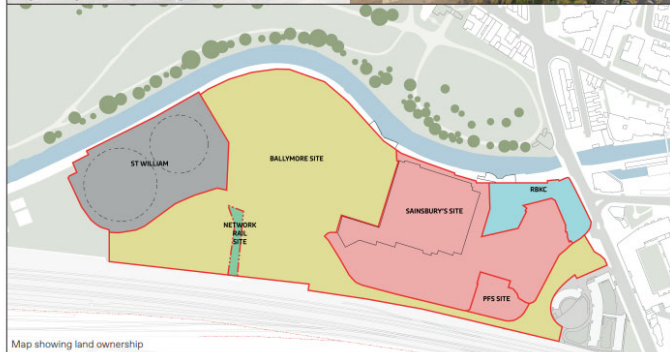 ST WILLIAM
BALLYMORE SITE
NETWORK
RAIL
SITE
SAINSBURY'S SITE
RBKC
PFS SITE
Map showing land ownership